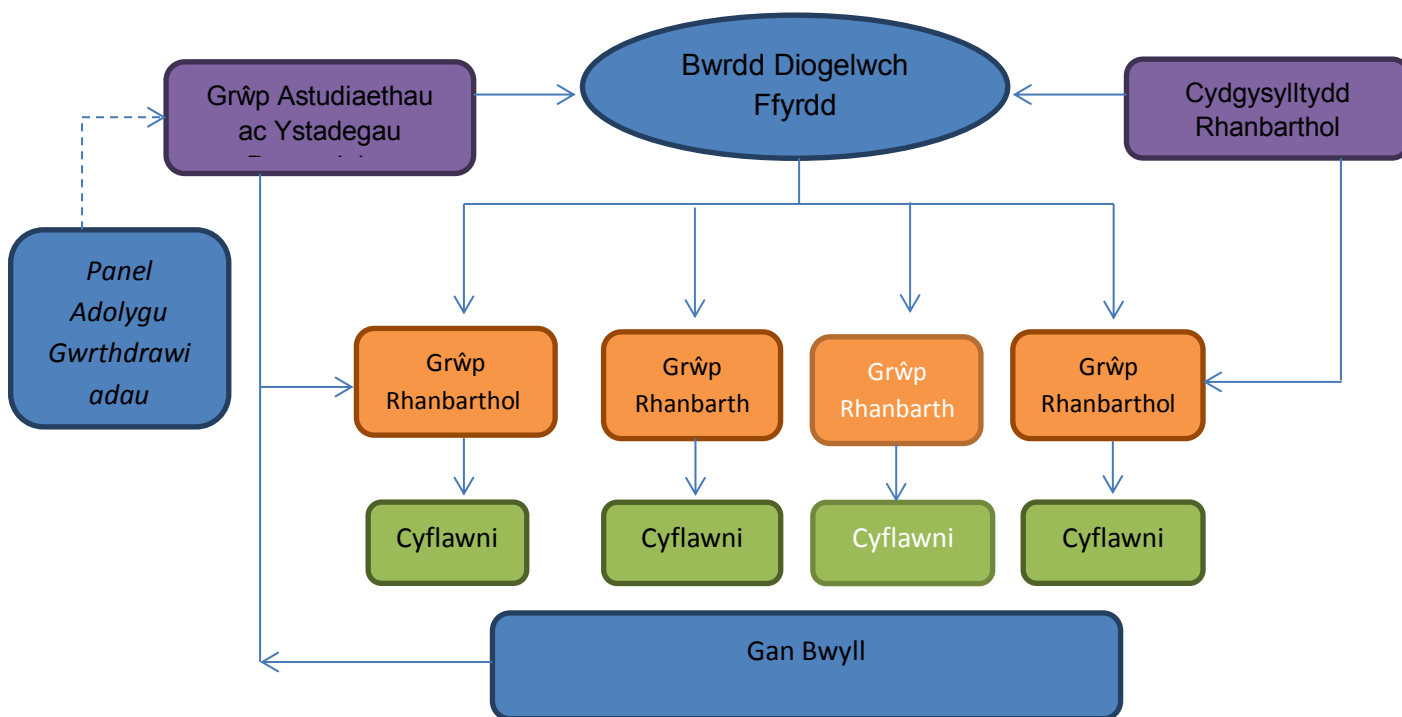 Bwrdd Diogelwch
Ffyrdd
Grŵp Astudiaethau
ac Ystadegau
Cydgysylltydd
Rhanbarthol
Panel
Adolygu
Gwrthdrawi
adau
Grŵp
Rhanbarthol
Grŵp
Rhanbarth
Grŵp
Rhanbarth
Grŵp
Rhanbarthol
Cyflawni
Cyflawni
Cyflawni
Cyflawni
Gan Bwyll